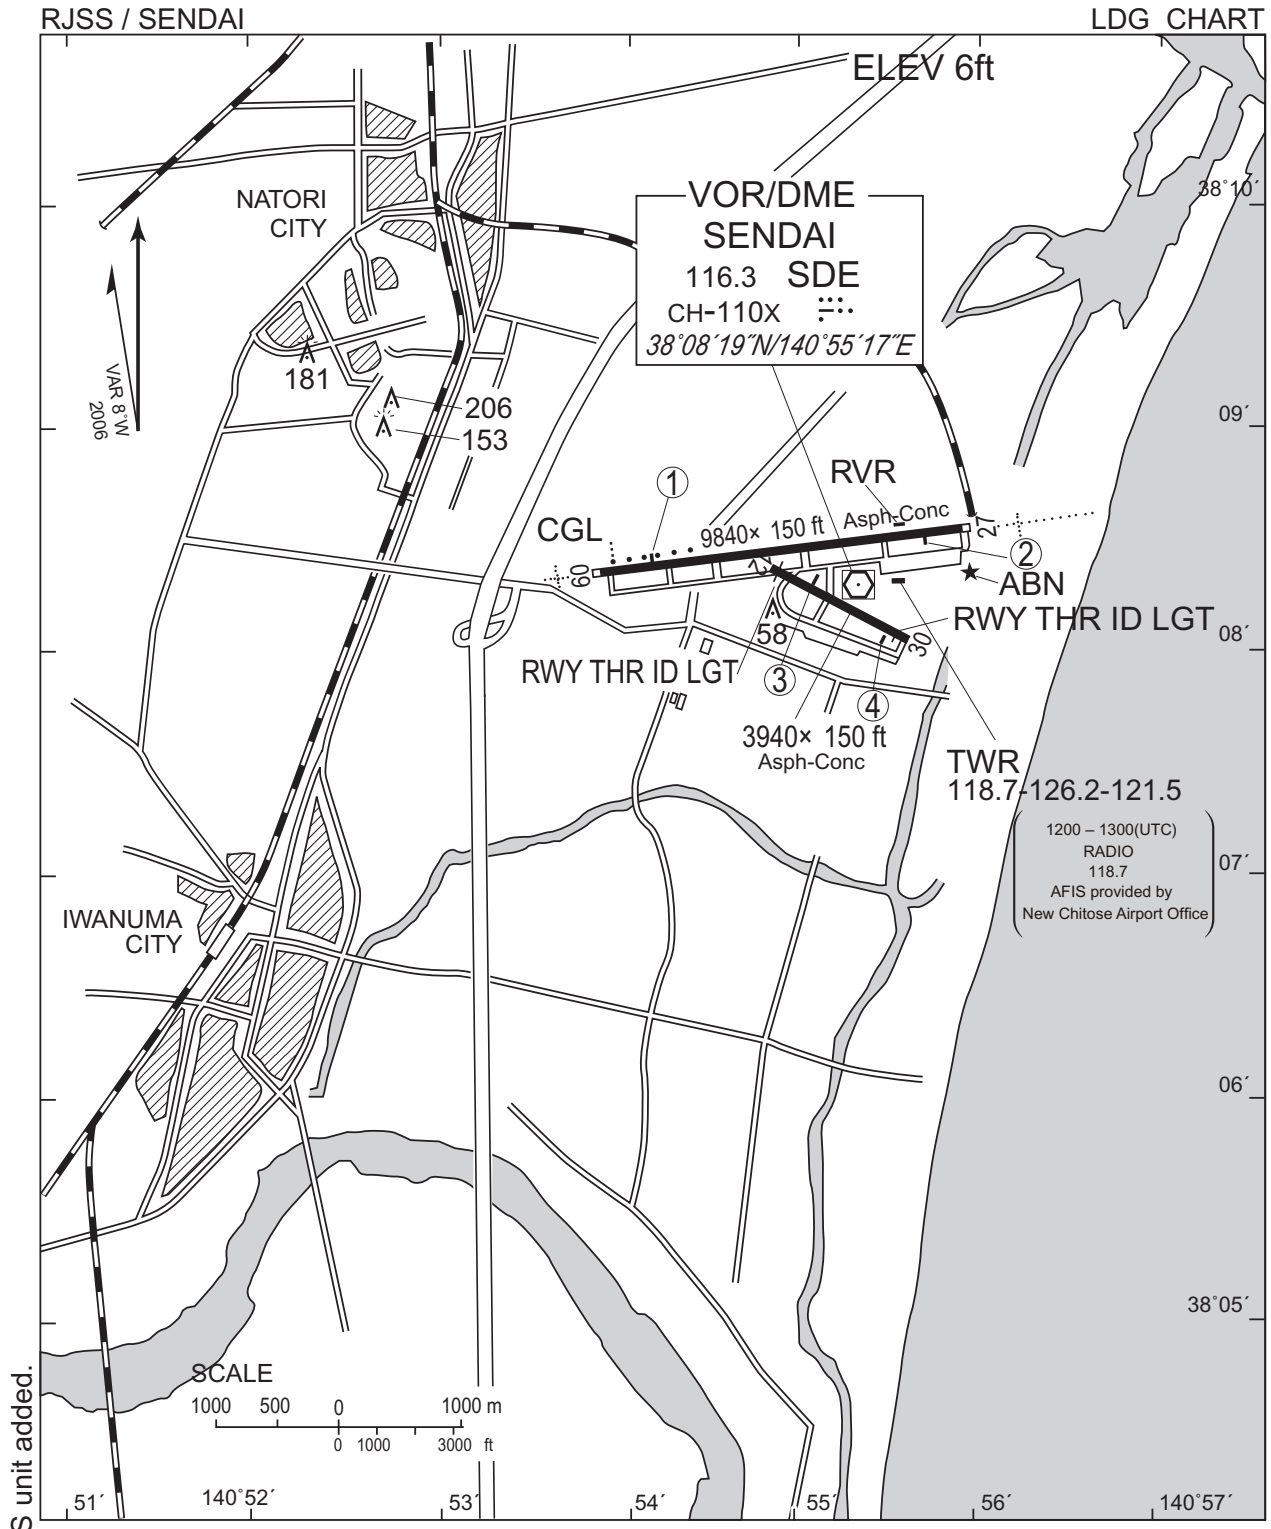 RJSS / SENDAI
LDG CHART
ELEV 6ft
38°10´
NATORI
CITY
VOR/DME
SENDAI
116.3 SDE
CH-110X
38°08´19˝N/140°55´17˝E
VAR 8°W
2006
181
206
153
09´
①
RVR
CGL
9840× 150 ft Asph-Conc
27
②
09
12
ABN
58
30
RWY THR ID LGT
08´
RWY THR ID LGT
③
④
3940× 150 ft
Asph-Conc
TWR
118.7-126.2-121.5
1200 – 1300(UTC)
RADIO
118.7
AFIS provided by
New Chitose Airport Office
07´
IWANUMA
CITY
06´
38°05´
SCALE
1000 500 0 1000 m
0 1000 3000 ft
S unit added.
51´ 140°52´ 53´ 54´ 55´ 56´ 140°57´